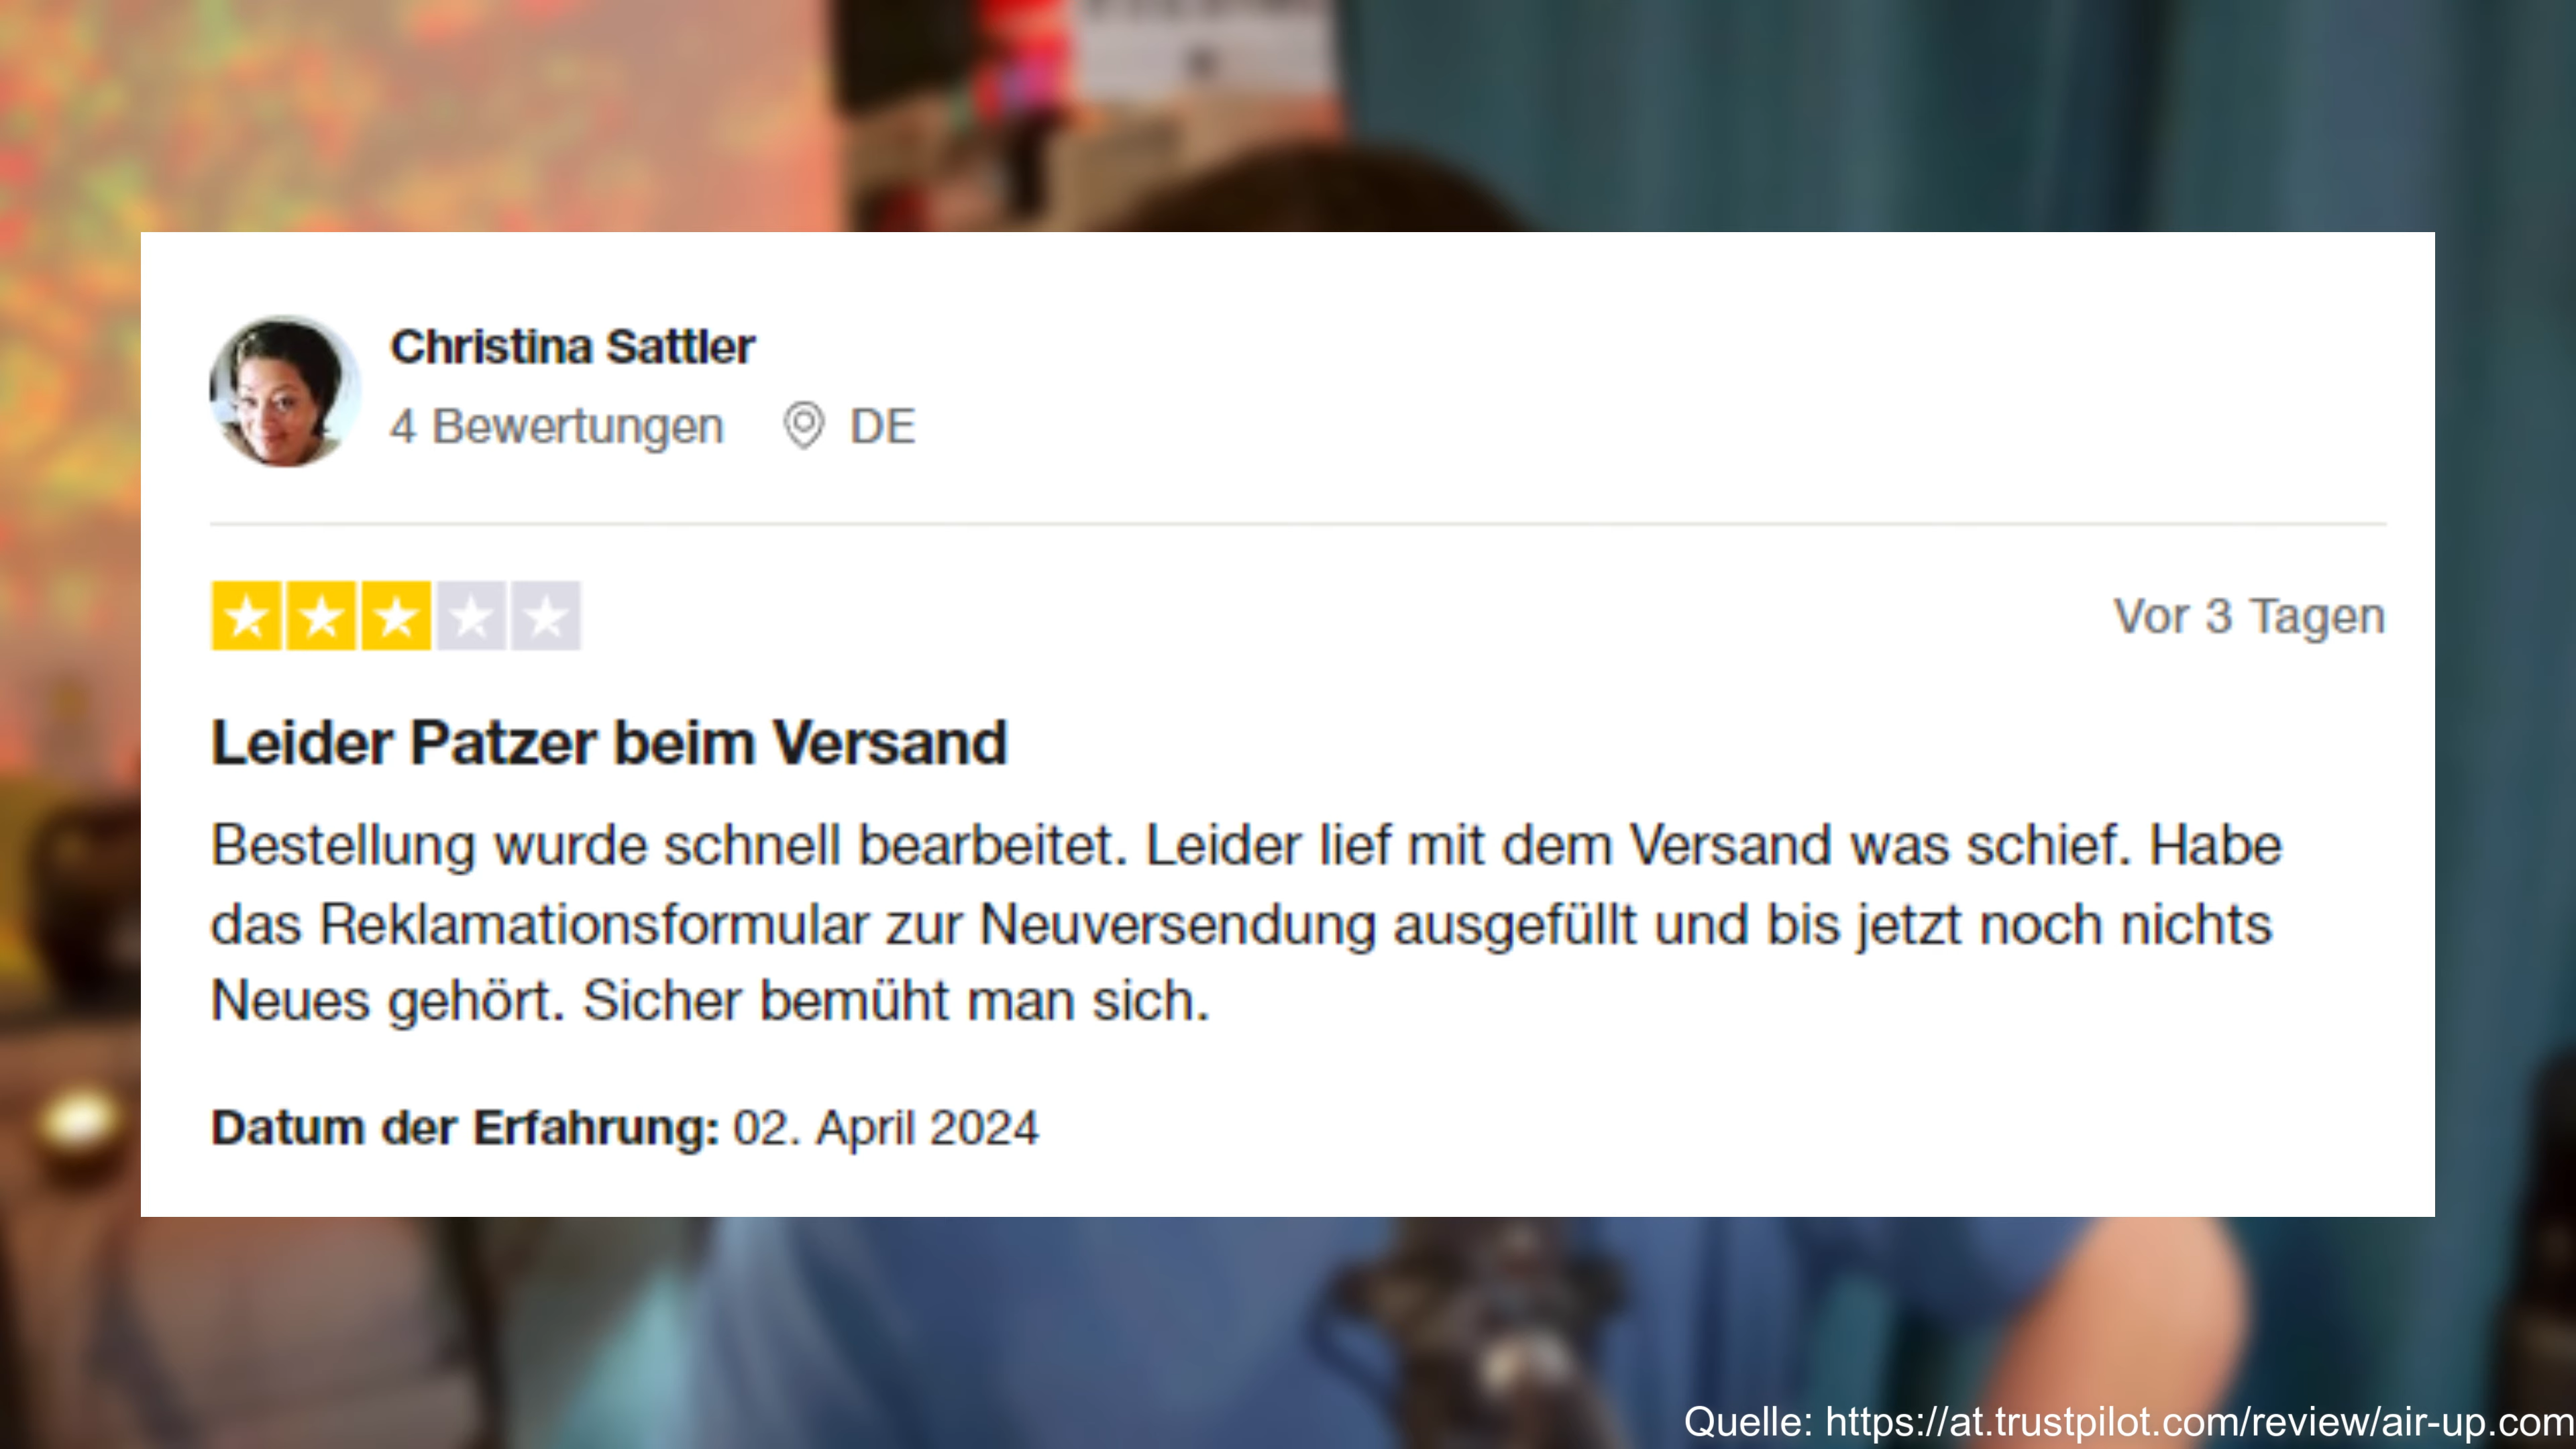 Christina Sattler
4 Bewertungen DE
Vor 3 Tagen
Leider Patzer beim Versand
Bestellung wurde schnell bearbeitet. Leider lief mit dem Versand was schief. Habe
das Reklamationsformular zur Neuversendung ausgefüllt und bis jetzt noch nichts
Neues gehört. Sicher bemüht man sich.
Datum der Erfahrung: 02. April 2024
Quelle: https://at.trustpilot.com/review/air-up.com